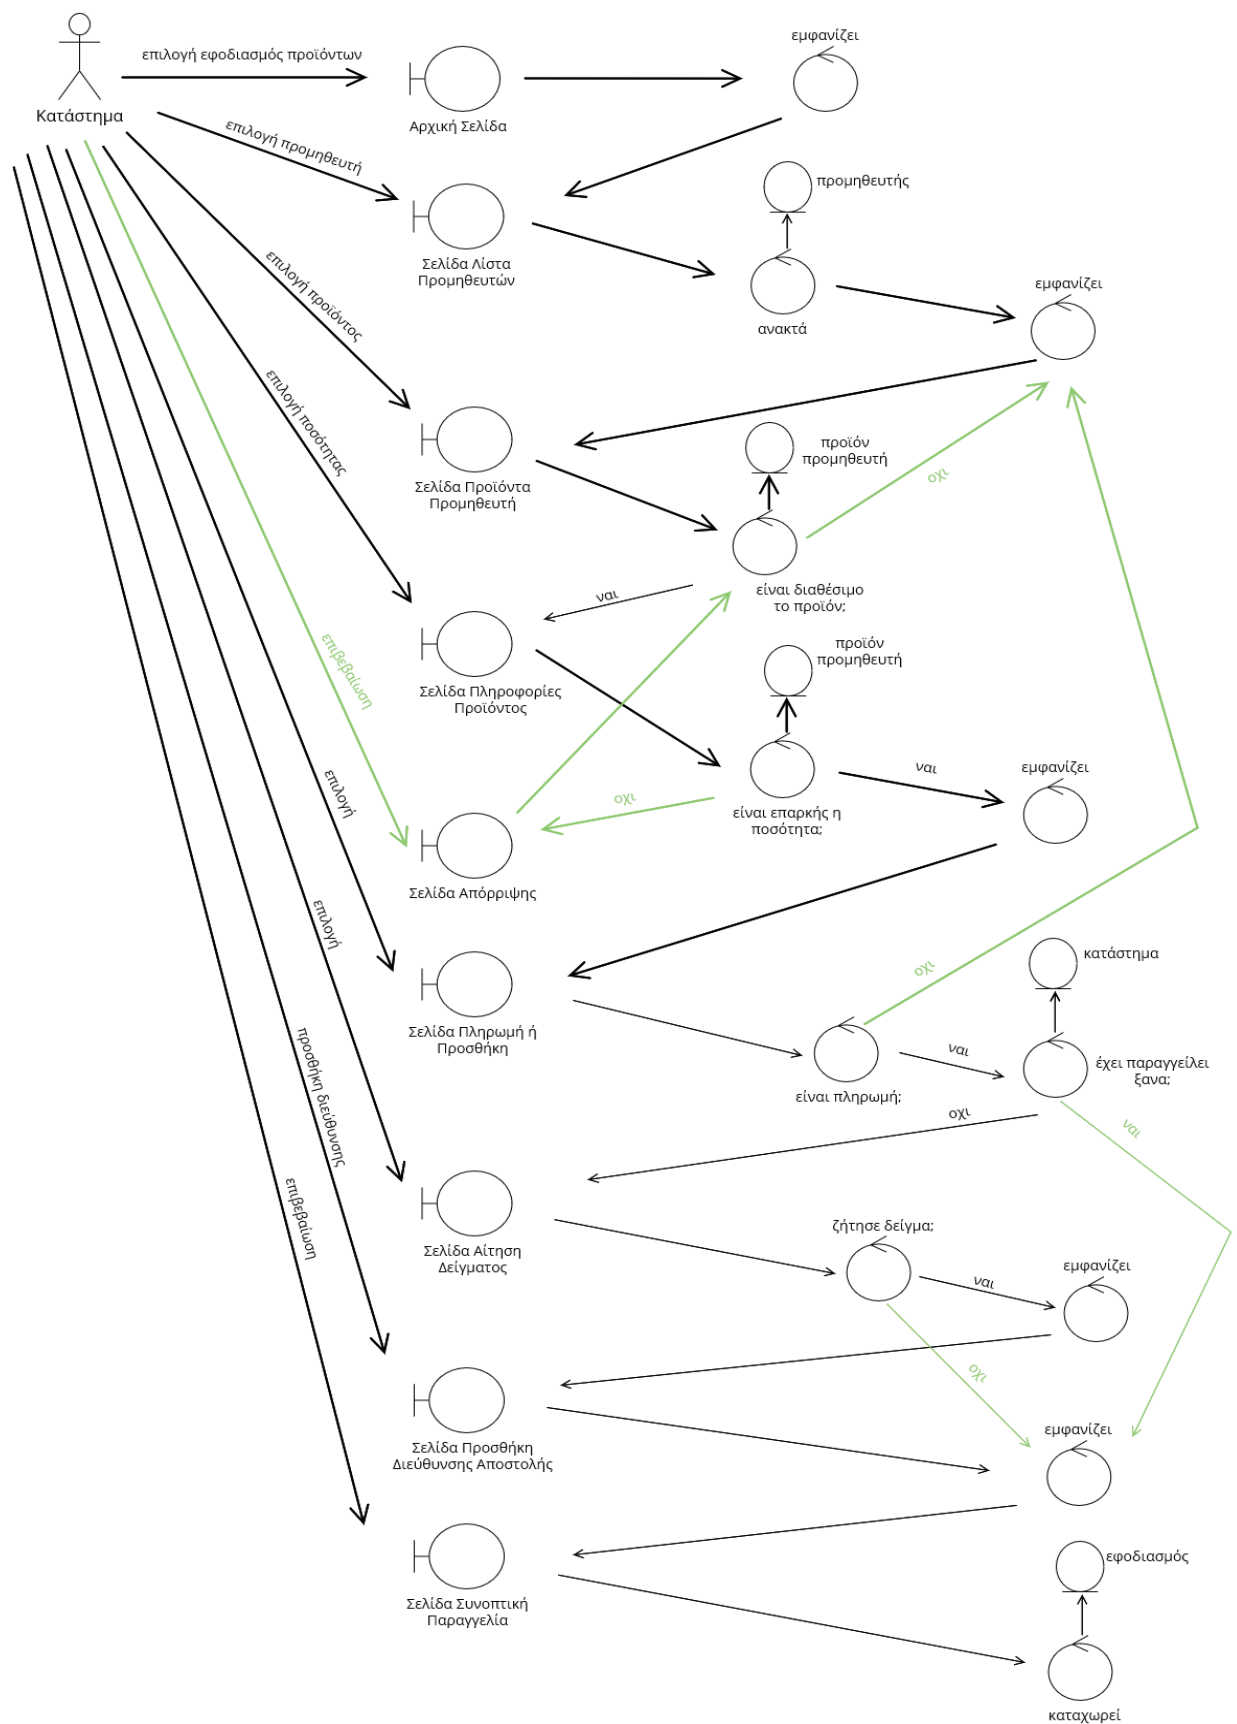 επιλογή εφοδιασμός προϊόντων
εμφανίζει
Κατάστημα
Αρχική Σελίδα
επιλογή προμηθευτή
προμηθευτής
Σελίδα Λίστα
Προμηθευτών
επιλογή προϊόντος
ανακτά
εμφανίζει
επιλογή ποσότητας
προϊόν
προμηθευτή
οχι
Σελίδα Προϊόντα
Προμηθευτή
είναι διαθέσιμο
το προϊόν;
ναι
επιβεβαίωση
προϊόν
προμηθευτή
Σελίδα Πληροφορίες
Προϊόντος
ναι
εμφανίζει
επιλογή
οχι
είναι επαρκής η
ποσότητα;
Σελίδα Απόρριψης
επιλογή
οχι
κατάστημα
Σελίδα Πληρωμή ή
Προσθήκη
ναι
έχει παραγγείλει
ξανα;
είναι πληρωμή;
προσθήκη διεύθυνσης
οχι
ναι
επιβεβαίωση
ζήτησε δείγμα;
Σελίδα Αίτηση
Δείγματος
εμφανίζει
ναι
οχι
εμφανίζει
Σελίδα Προσθήκη
Διεύθυνσης Αποστολής
εφοδιασμός
Σελίδα Συνοπτική
Παραγγελία
καταχωρεί